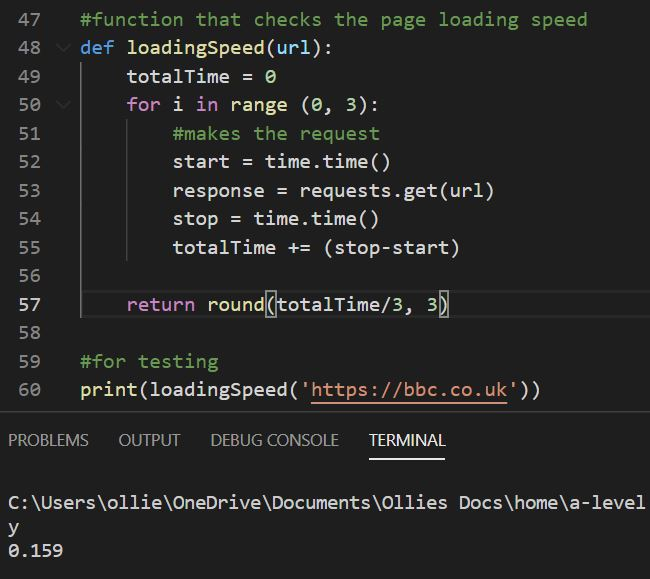 47 #function that checks the page loading speed
48 def loadingSpeed(url):
49 totalTime = 0
50 for i in range (0, 3):
51 #makes the request
52 start = time.time()
53 response = requests.get(url)
54 stop = time.time()
55 totalTime += (stop-start)
56
57 return round(totalTime/3, 3)
58
59 #for testing
60 print(loadingSpeed('https://bbc.co.uk'))
PROBLEMS OUTPUT DEBUG CONSOLE TERMINAL
C:\Users\ollie\OneDrive\Documents\Ollies Docs\home\a-level
y
0.159